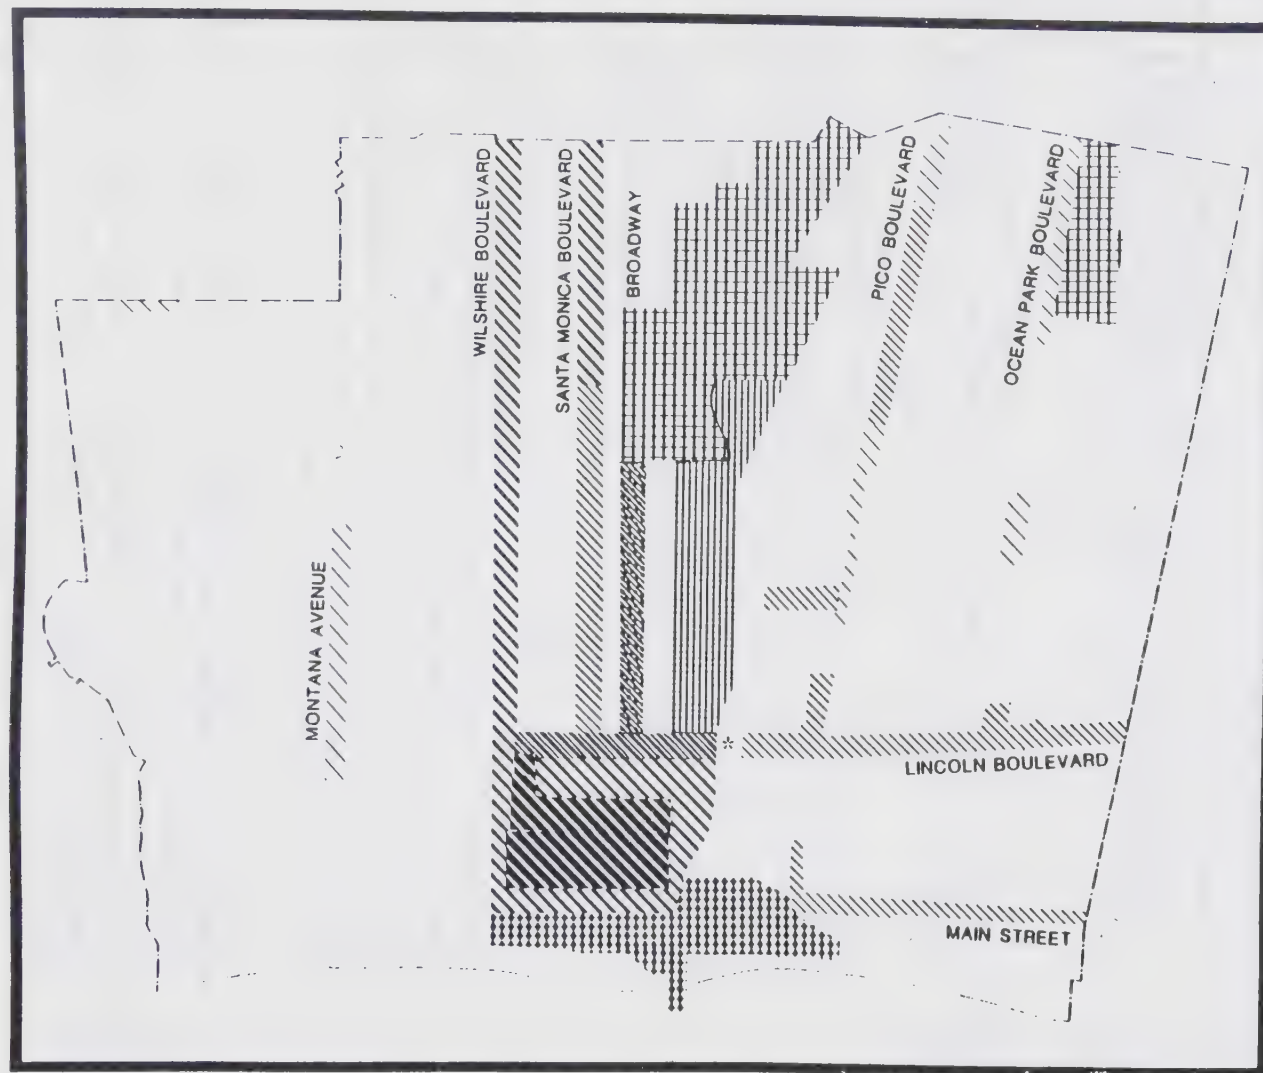 WILSHIRE BOULEVARD
SANTA MONICA BOULEVARD
BROADWAY
PICO BOULEVARD
OCEAN PARK BOULEVARD
MONTANA AVENUE
*
LINCOLN BOULEVARD
MAIN STREET